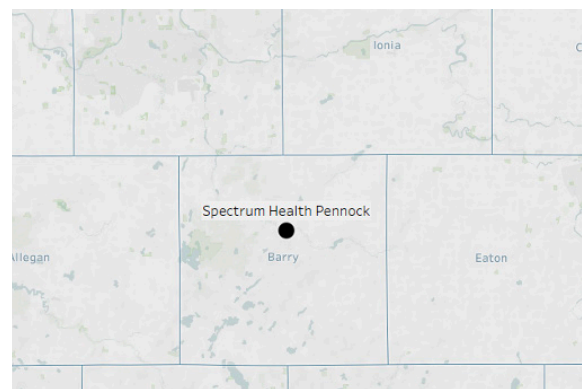 Ionia
C
Spectrum Health Pennock
Allegan
Barry
Eaton